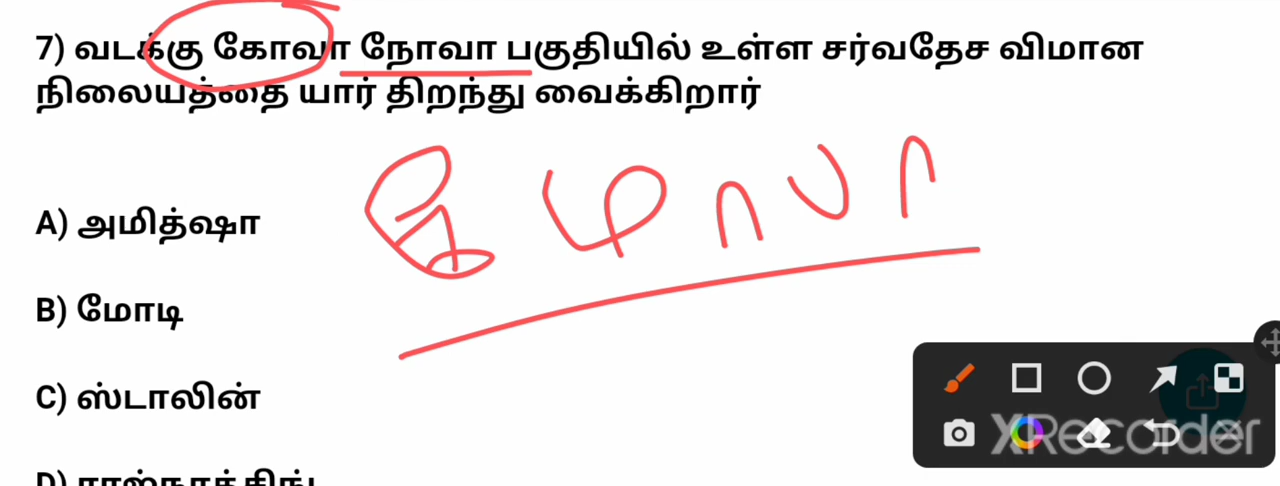 7) வடக்கு கோவா நோவா பகுதியில் உள்ள சர்வதேச விமான
நிலையத்தை யார் திறந்து வைக்கிறார்
A) அமித்ஷா
B) மோடி
C) ஸ்டாலின்
D)
XRecorder